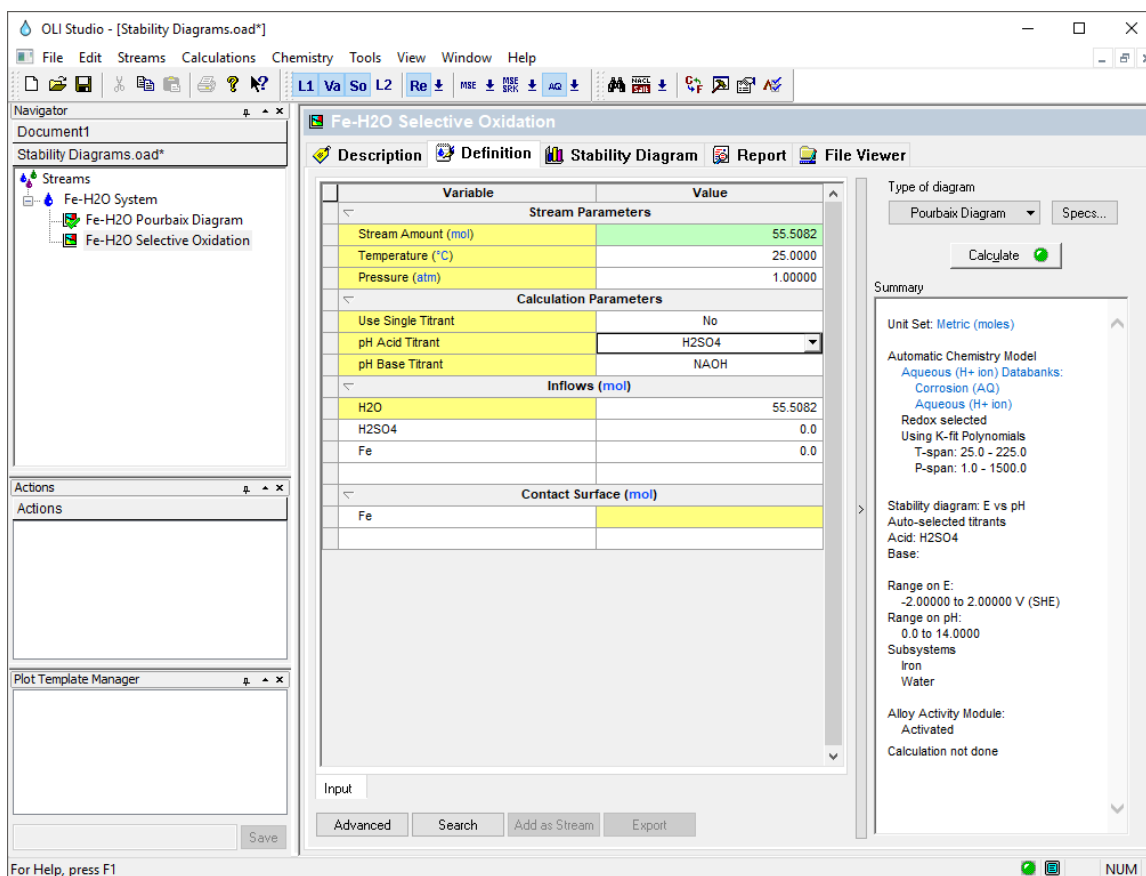 OLI Studio - [Stability Diagrams.oad*]
File Edit Streams Calculations Chemistry Tools View Window Help
L1 Va So L2 Re MSE MSE SRK AQ NACL Salt
Navigator
Document1
Stability Diagrams.oad*
Streams
Fe-H2O System
Fe-H2O Pourbaix Diagram
Fe-H2O Selective Oxidation
Actions
Actions
Plot Template Manager
Save
Fe-H2O Selective Oxidation
Description Definition Stability Diagram Report File Viewer
Variable Value
Stream Parameters
Stream Amount (mol) 55.5082
Temperature (°C) 25.0000
Pressure (atm) 1.00000
Calculation Parameters
Use Single Titrant No
pH Acid Titrant H2SO4
pH Base Titrant NAOH
Inflows (mol)
H2O 55.5082
H2SO4 0.0
Fe 0.0
Contact Surface (mol)
Fe
Input
Advanced Search Add as Stream Export
Type of diagram
Pourbaix Diagram Specs...
Calculate
Summary
Unit Set: Metric (moles)
Automatic Chemistry Model
Aqueous (H+ ion) Databanks:
Corrosion (AQ)
Aqueous (H+ ion)
Redox selected
Using K-fit Polynomials
T-span: 25.0 - 225.0
P-span: 1.0 - 1500.0
Stability diagram: E vs pH
Auto-selected titrants
Acid: H2SO4
Base:
Range on E:
-2.00000 to 2.00000 V (SHE)
Range on pH:
0.0 to 14.0000
Subsystems
Iron
Water
Alloy Activity Module:
Activated
Calculation not done
For Help, press F1
NUM